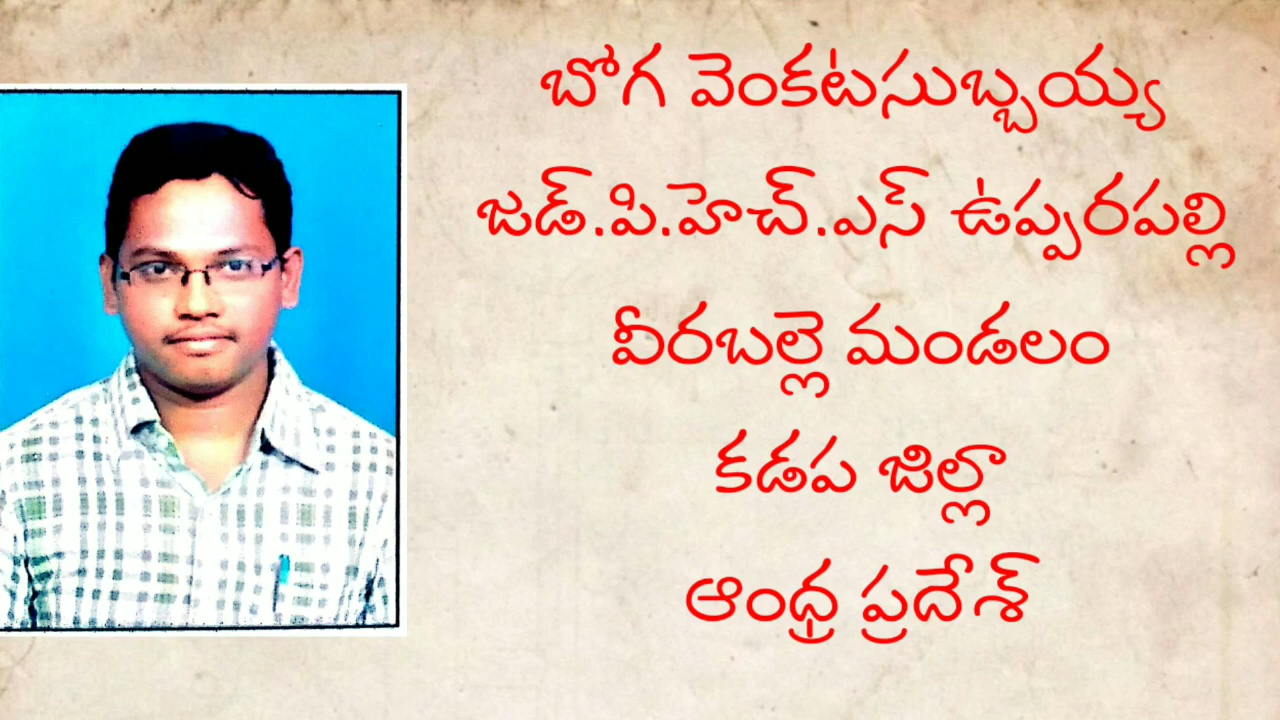 బోగ వెంకటసుబ్బయ్య
జడ్.పి.హెచ్.ఎస్ ఉప్పరపల్లి
వీరబల్లె మండలం
కడప జిల్లా
ఆంధ్ర ప్రదేశ్